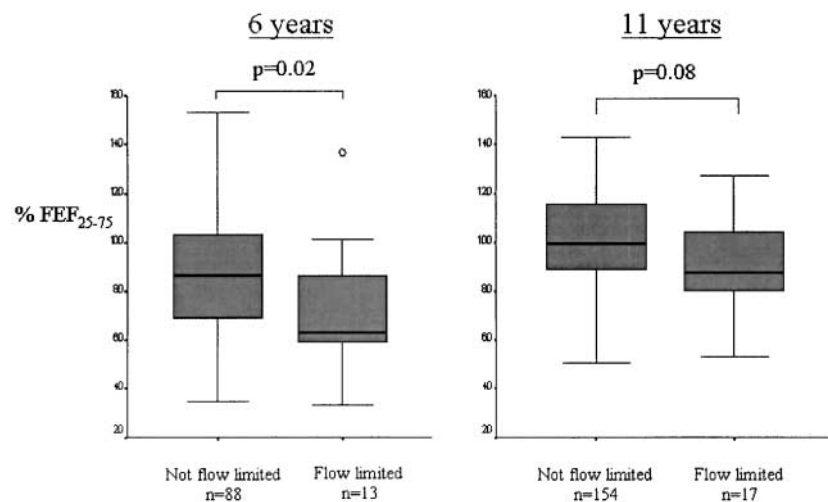 6 years
11 years
p=0.02
p=0.08
160
140
120
100
80
60
40
20
160
140
120
100
80
60
40
20
% FEF25-75
Not flow limited
n=88
Flow limited
n=13
Not flow limited
n=154
Flow limited
n=17